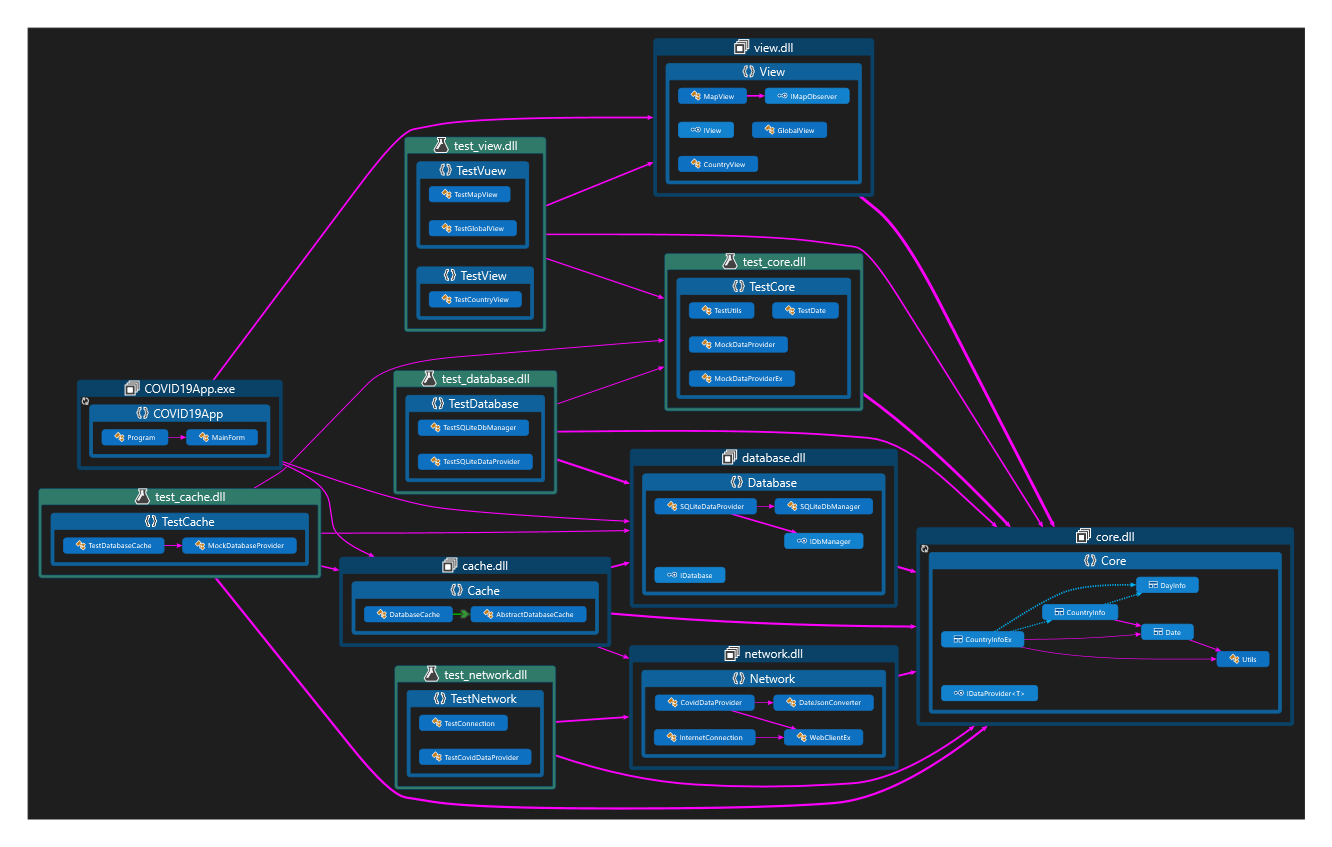 view.dll
View
MapView
IMapObserver
IView
GlobalView
CountryView
test_view.dll
TestVuew
TestMapView
TestGlobalView
TestView
TestCountryView
test_core.dll
TestCore
TestUtils
TestDate
MockDataProvider
MockDataProviderEx
COVID19App.exe
COVID19App
Program
MainForm
test_database.dll
TestDatabase
TestSQLiteDbManager
TestSQLiteDataProvider
database.dll
Database
SQLiteDataProvider
SQLiteDbManager
IDbManager
IDatabase
test_cache.dll
TestCache
TestDatabaseCache
MockDatabaseProvider
cache.dll
Cache
DatabaseCache
AbstractDatabaseCache
core.dll
Core
DayInfo
CountryInfo
Date
CountryInfoEx
Utils
IDataProvider<T>
network.dll
Network
CovidDataProvider
DateJsonConverter
InternetConnection
WebClientEx
test_network.dll
TestNetwork
TestConnection
TestCovidDataProvider